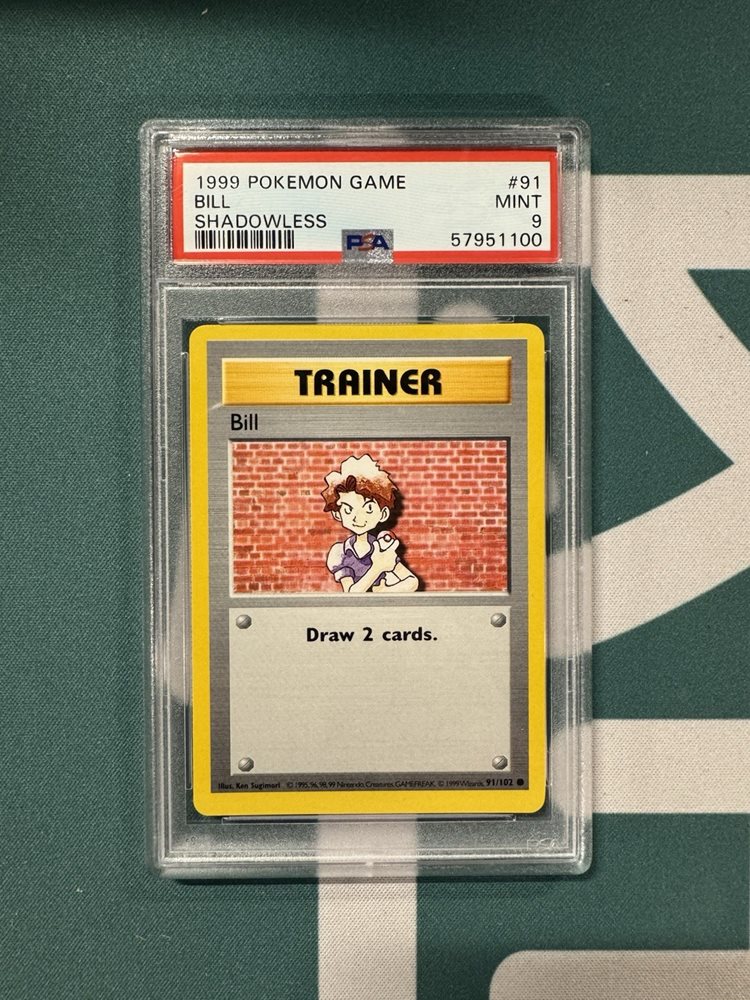 1999 POKEMON GAME #91
BILL MINT
SHADOWLESS 9
PSA 57951100
TRAINER
Bill
Draw 2 cards.
Illus. Ken Sugimori © 1995, 96, 98, 99 Nintendo, Creatures, GAMEFREAK. © 1999 Wizards. 91/102